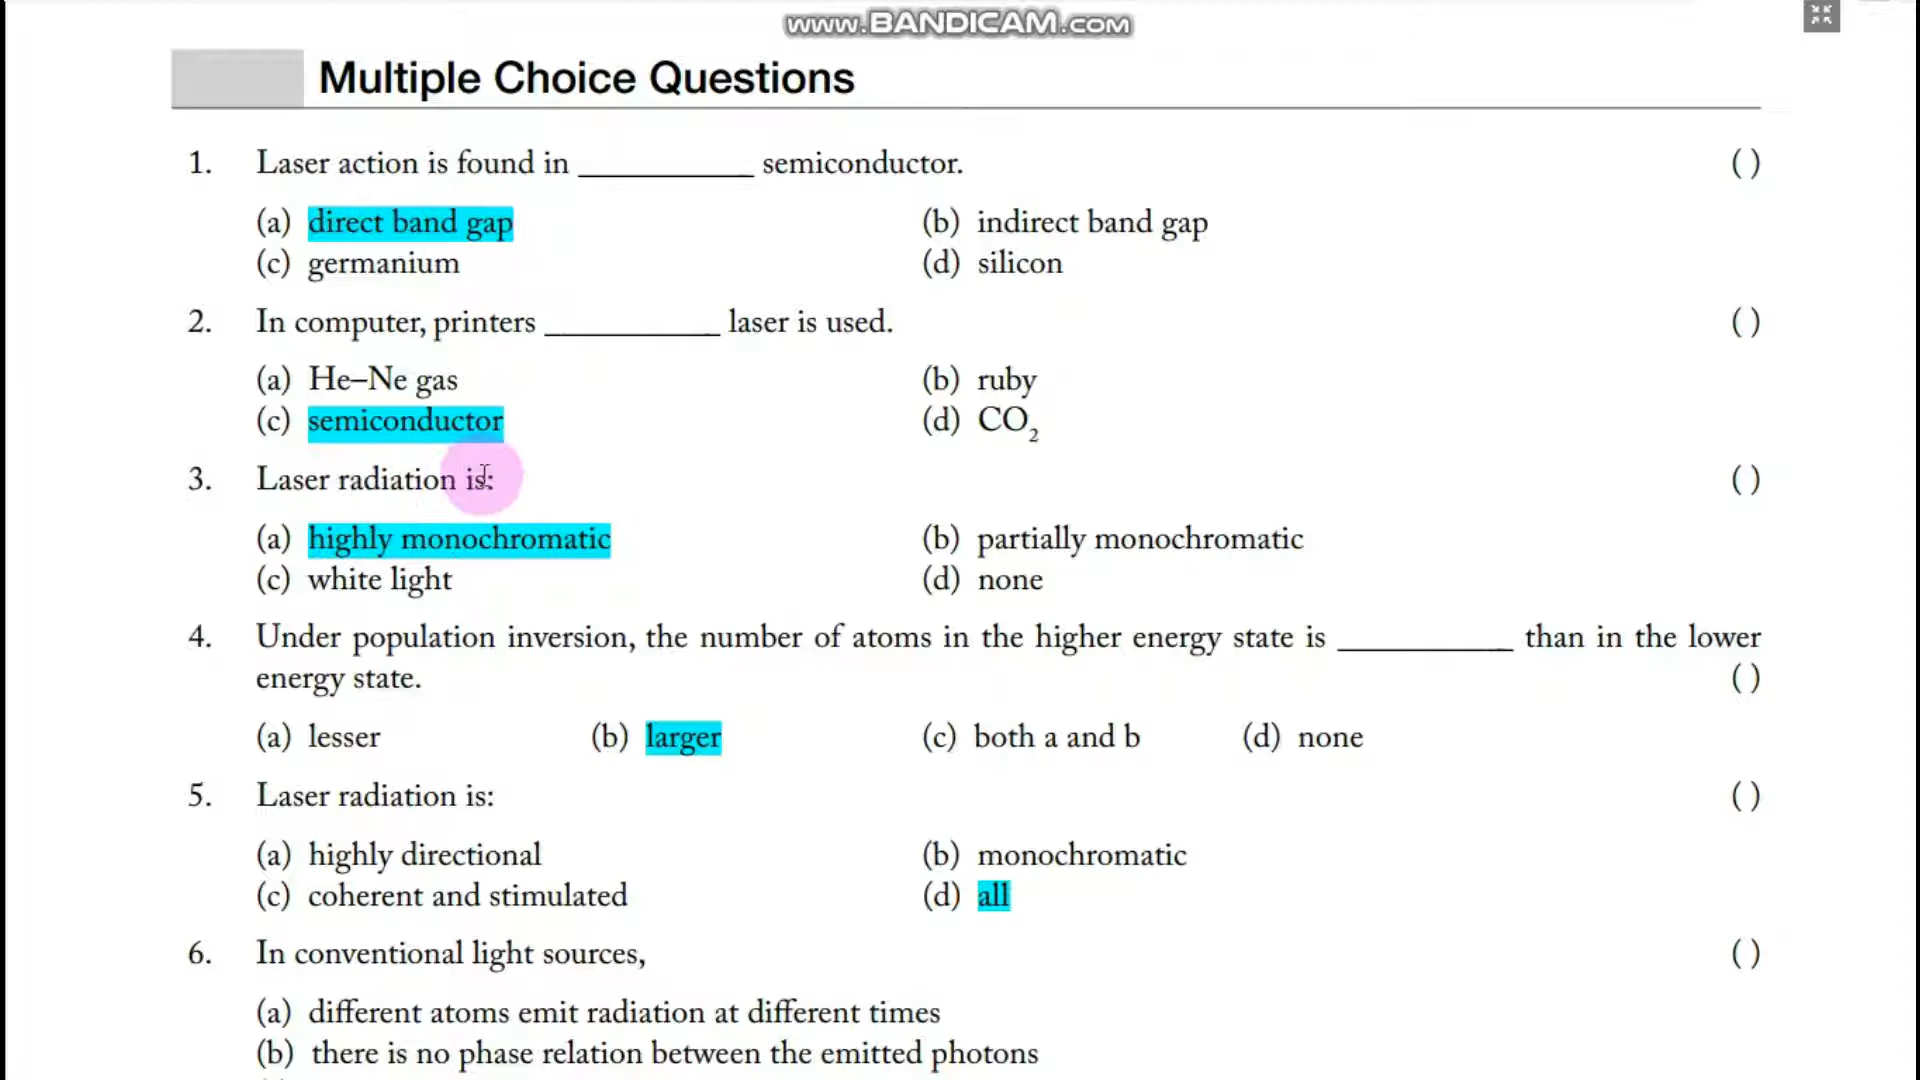 www.BANDICAM.com
Multiple Choice Questions
1. Laser action is found in __________ semiconductor. ( )
(a) direct band gap (b) indirect band gap
(c) germanium (d) silicon
2. In computer, printers __________ laser is used. ( )
(a) He–Ne gas (b) ruby
(c) semiconductor (d) CO₂
3. Laser radiation is: ( )
(a) highly monochromatic (b) partially monochromatic
(c) white light (d) none
4. Under population inversion, the number of atoms in the higher energy state is __________ than in the lower
energy state. ( )
(a) lesser (b) larger (c) both a and b (d) none
5. Laser radiation is: ( )
(a) highly directional (b) monochromatic
(c) coherent and stimulated (d) all
6. In conventional light sources, ( )
(a) different atoms emit radiation at different times
(b) there is no phase relation between the emitted photons